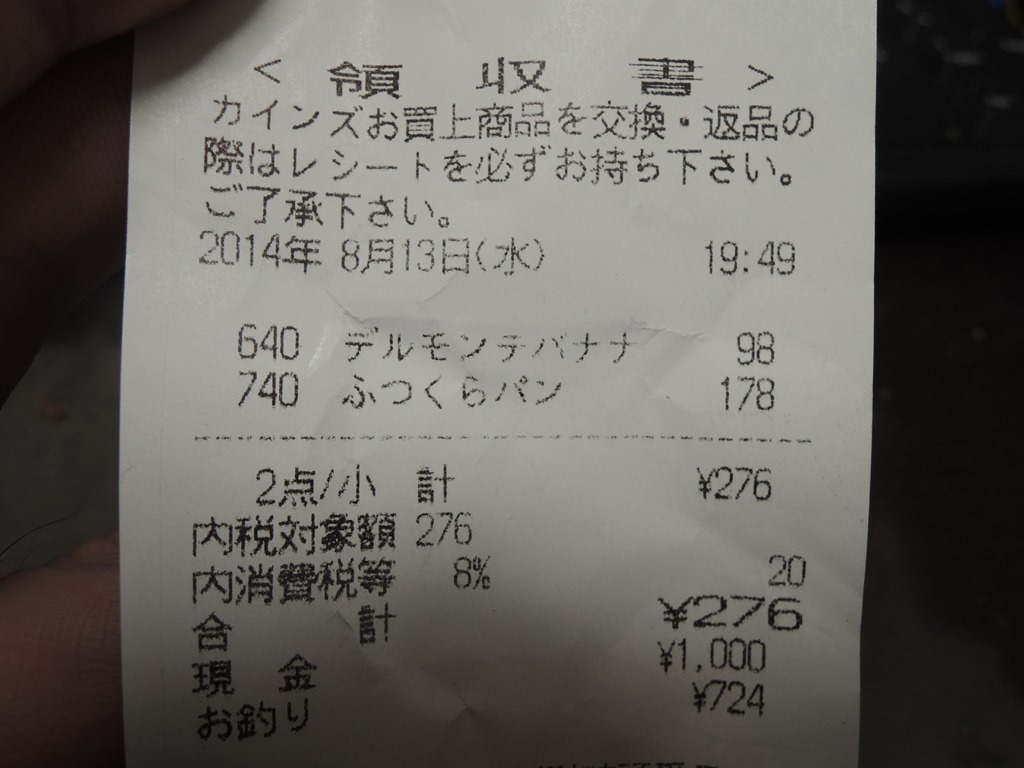 < 領 収 書 >
カインズお買上商品を交換・返品の
際はレシートを必ずお持ち下さい。
ご了承下さい。
2014年 8月13日(水) 19:49
640 デルモンテバナナ 98
740 ふつくらパン 178
2点/小 計 ¥276
内税対象額 276
内消費税等 8% 20
合 計 ¥276
現 金 ¥1,000
お釣り ¥724